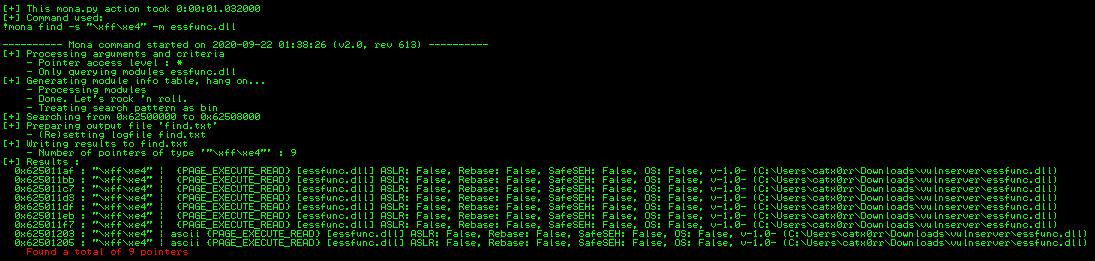 [+] This mona.py action took 0:00:01.032000
[+] Command used:
!mona find -s "\xff\xe4" -m essfunc.dll
---------- Mona command started on 2020-09-22 01:38:26 (v2.0, rev 613) ----------
[+] Processing arguments and criteria
- Pointer access level : *
- Only querying modules essfunc.dll
[+] Generating module info table, hang on...
- Processing modules
- Done. Let's rock 'n roll.
- Treating search pattern as bin
[+] Searching from 0x62500000 to 0x62508000
[+] Preparing output file 'find.txt'
- (Re)setting logfile find.txt
[+] Writing results to find.txt
- Number of pointers of type '"\xff\xe4"' : 9
[+] Results :
0x625011af : "\xff\xe4" | {PAGE_EXECUTE_READ} [essfunc.dll] ASLR: False, Rebase: False, SafeSEH: False, OS: False, v-1.0- (C:\Users\catx0rr\Downloads\vulnserver\essfunc.dll)
0x625011bb : "\xff\xe4" | {PAGE_EXECUTE_READ} [essfunc.dll] ASLR: False, Rebase: False, SafeSEH: False, OS: False, v-1.0- (C:\Users\catx0rr\Downloads\vulnserver\essfunc.dll)
0x625011c7 : "\xff\xe4" | {PAGE_EXECUTE_READ} [essfunc.dll] ASLR: False, Rebase: False, SafeSEH: False, OS: False, v-1.0- (C:\Users\catx0rr\Downloads\vulnserver\essfunc.dll)
0x625011d3 : "\xff\xe4" | {PAGE_EXECUTE_READ} [essfunc.dll] ASLR: False, Rebase: False, SafeSEH: False, OS: False, v-1.0- (C:\Users\catx0rr\Downloads\vulnserver\essfunc.dll)
0x625011df : "\xff\xe4" | {PAGE_EXECUTE_READ} [essfunc.dll] ASLR: False, Rebase: False, SafeSEH: False, OS: False, v-1.0- (C:\Users\catx0rr\Downloads\vulnserver\essfunc.dll)
0x625011eb : "\xff\xe4" | {PAGE_EXECUTE_READ} [essfunc.dll] ASLR: False, Rebase: False, SafeSEH: False, OS: False, v-1.0- (C:\Users\catx0rr\Downloads\vulnserver\essfunc.dll)
0x625011f7 : "\xff\xe4" | {PAGE_EXECUTE_READ} [essfunc.dll] ASLR: False, Rebase: False, SafeSEH: False, OS: False, v-1.0- (C:\Users\catx0rr\Downloads\vulnserver\essfunc.dll)
0x62501203 : "\xff\xe4" | ascii {PAGE_EXECUTE_READ} [essfunc.dll] ASLR: False, Rebase: False, SafeSEH: False, OS: False, v-1.0- (C:\Users\catx0rr\Downloads\vulnserver\essfunc.dll)
0x62501205 : "\xff\xe4" | ascii {PAGE_EXECUTE_READ} [essfunc.dll] ASLR: False, Rebase: False, SafeSEH: False, OS: False, v-1.0- (C:\Users\catx0rr\Downloads\vulnserver\essfunc.dll)
Found a total of 9 pointers